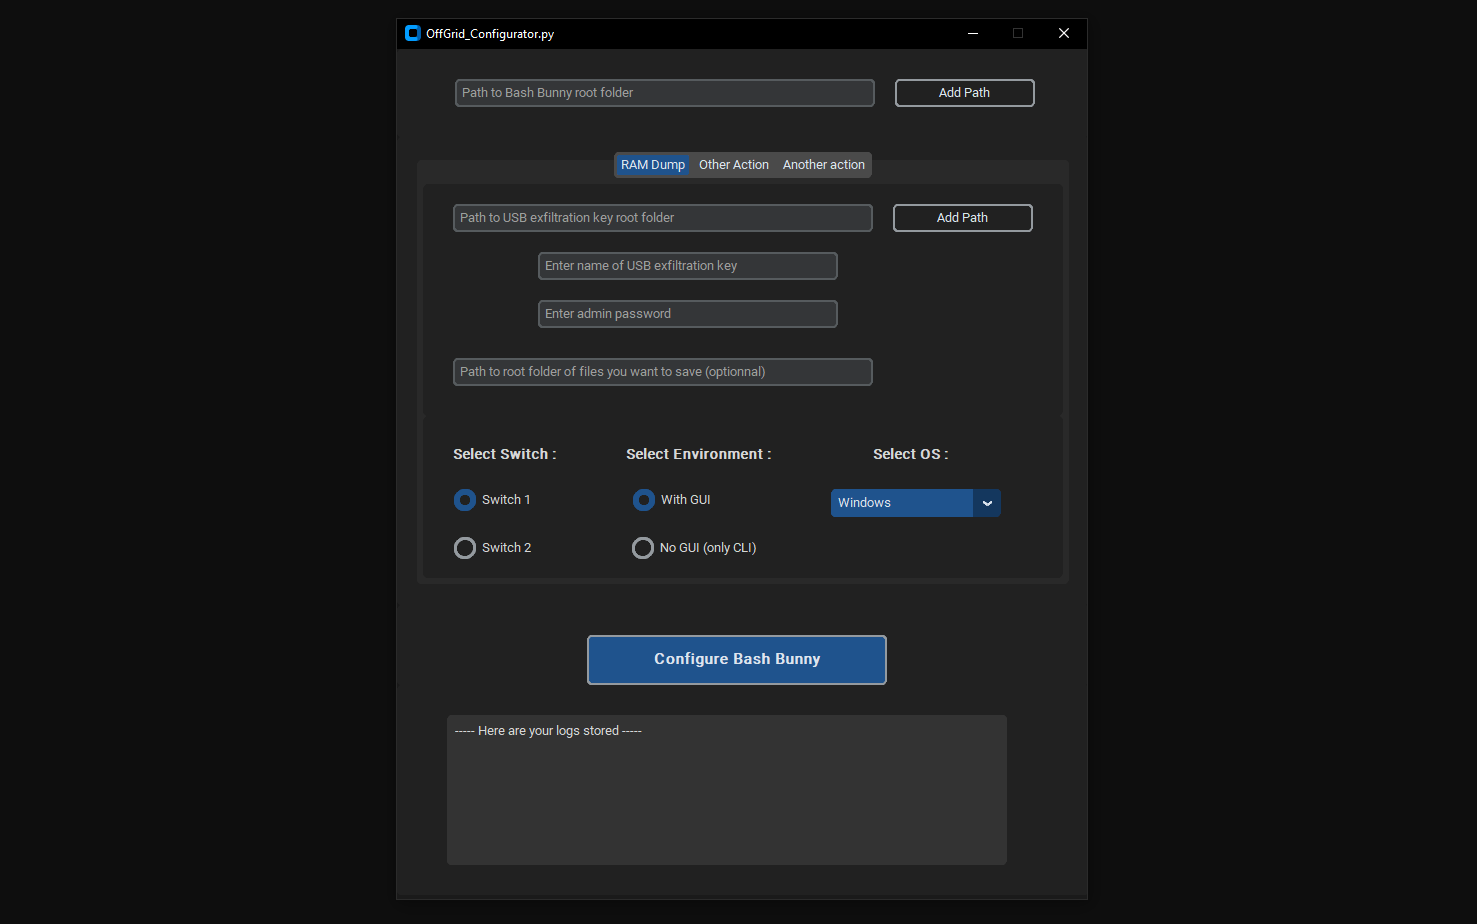 OffGrid_Configurator.py
Path to Bash Bunny root folder
Add Path
RAM Dump Other Action Another action
Path to USB exfiltration key root folder
Add Path
Enter name of USB exfiltration key
Enter admin password
Path to root folder of files you want to save (optionnal)
Select Switch : Select Environment : Select OS :
Switch 1 With GUI Windows
Switch 2 No GUI (only CLI)
Configure Bash Bunny
----- Here are your logs stored -----